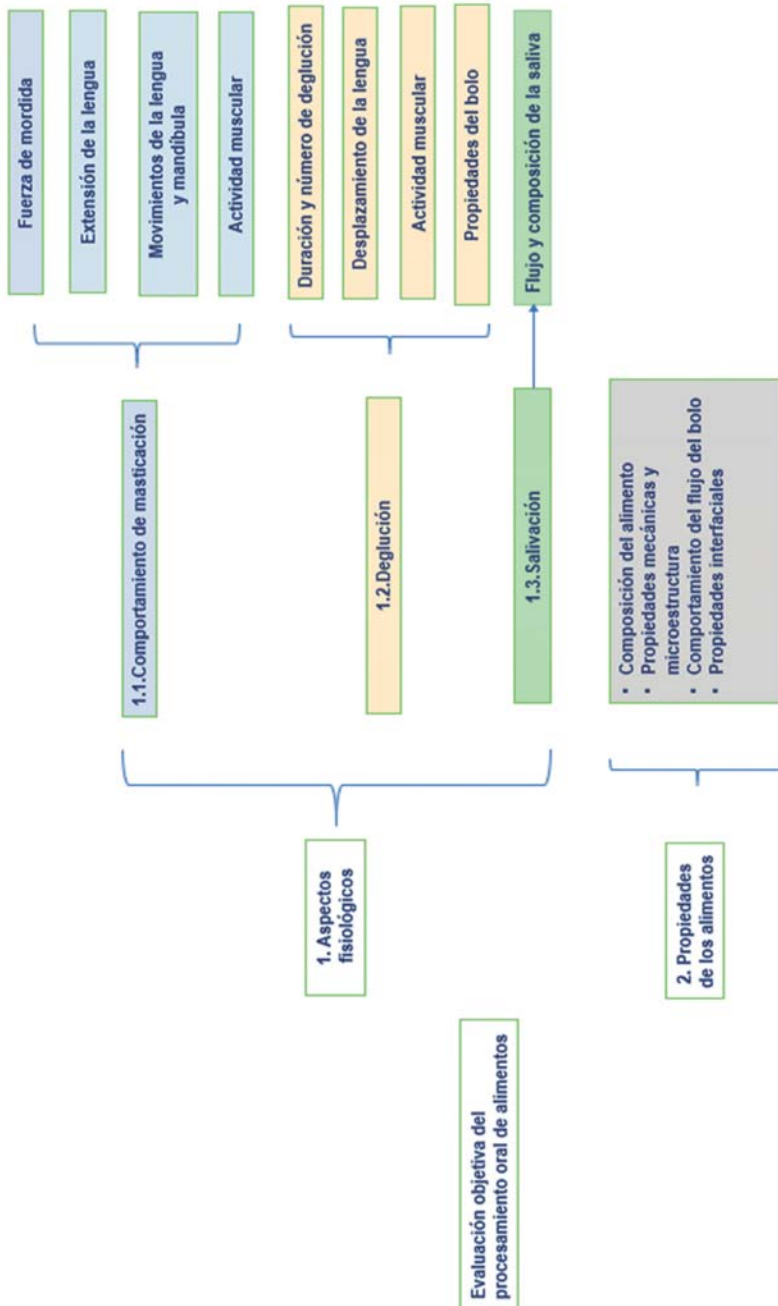 Evaluación objetiva del
procesamiento oral de alimentos
1. Aspectos
fisiológicos
1.1.Comportamiento de masticación
Fuerza de mordida
Extensión de la lengua
Movimientos de la lengua
y mandíbula
Actividad muscular
1.2.Deglución
Duración y número de deglución
Desplazamiento de la lengua
Actividad muscular
Propiedades del bolo
1.3.Salivación
Flujo y composición de la saliva
2. Propiedades
de los alimentos
▪ Composición del alimento
▪ Propiedades mecánicas y
microestructura
▪ Comportamiento del flujo del bolo
▪ Propiedades interfaciales